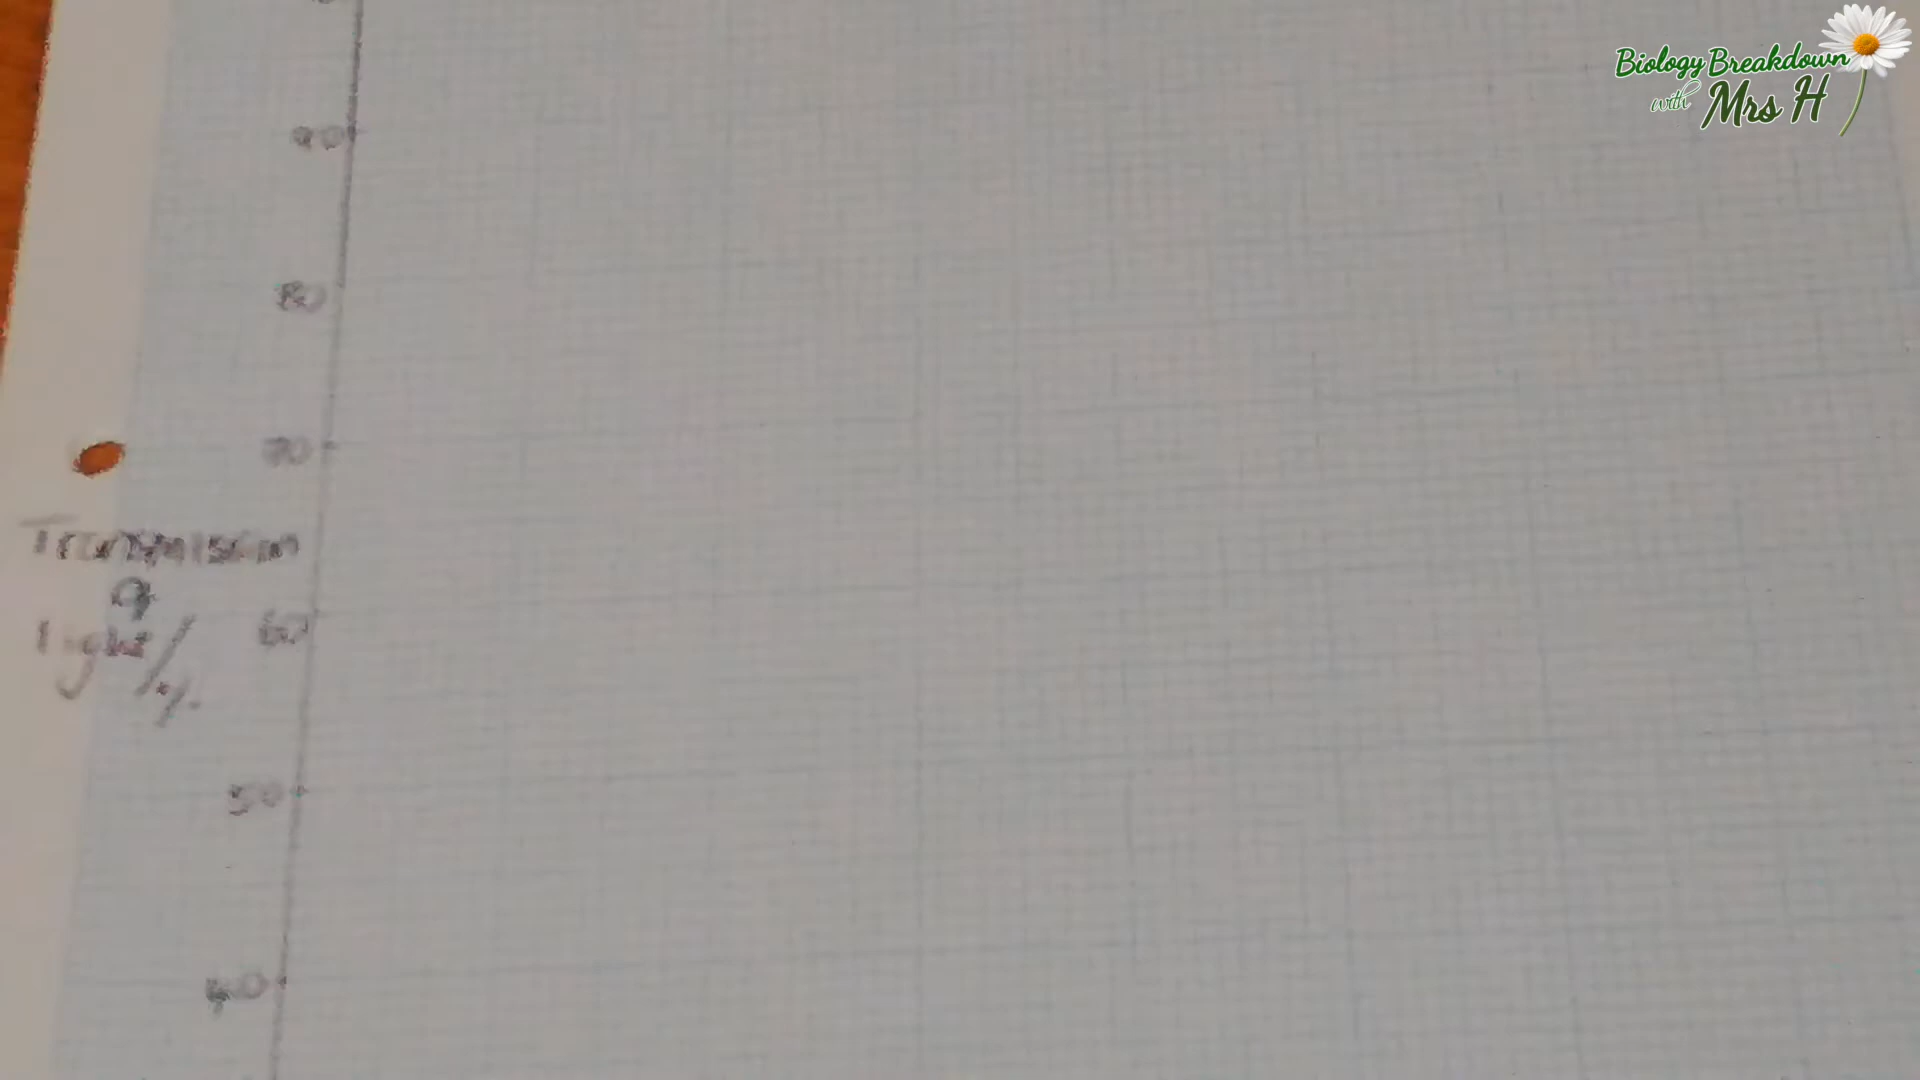 Biology Breakdown
with Mrs H
90
80
70
Transmission
of
light/%
60
50
40